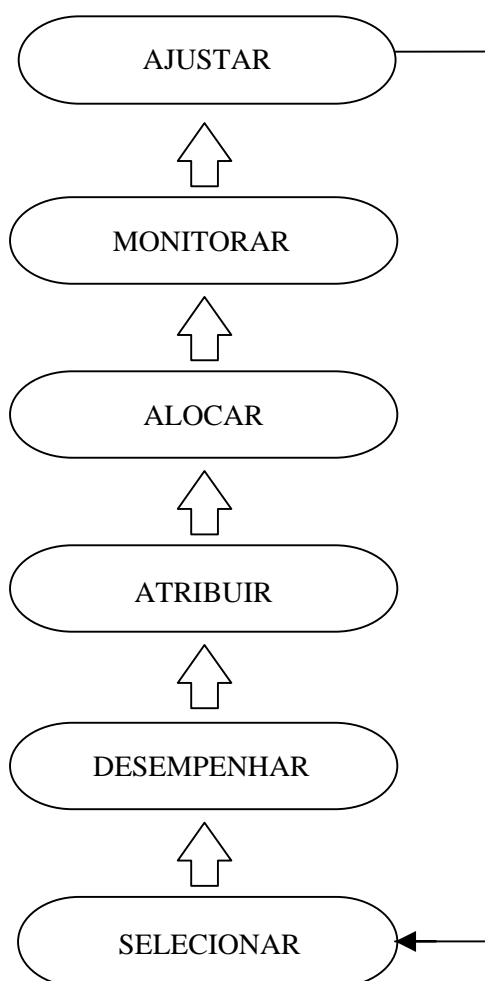 AJUSTAR
MONITORAR
ALOCAR
ATRIBUIR
DESEMPENHAR
SELECIONAR